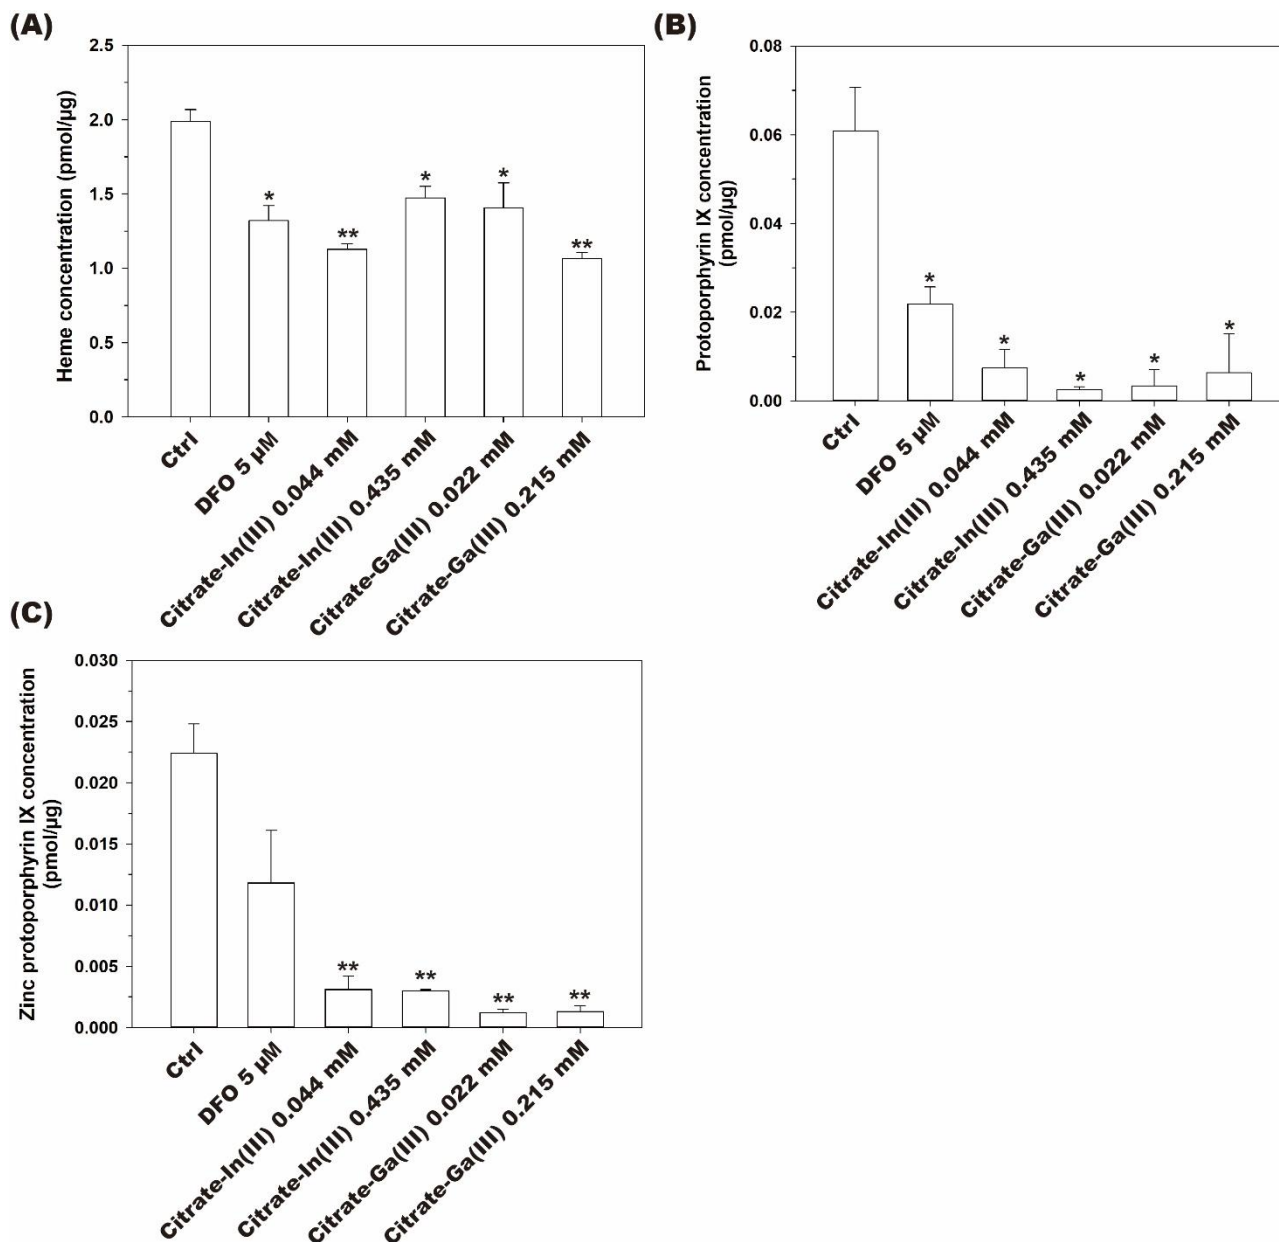 (A)
Heme concentration (pmol/µg)
2.5
2.0
1.5
1.0
0.5
0.0
*
**
*
*
**
Ctrl
DFO 5 µM
Citrate-In(III) 0.044 mM
Citrate-In(III) 0.435 mM
Citrate-Ga(III) 0.022 mM
Citrate-Ga(III) 0.215 mM
(B)
Protoporphyrin IX concentration
(pmol/µg)
0.08
0.06
0.04
0.02
0.00
*
*
*
*
*
Ctrl
DFO 5 µM
Citrate-In(III) 0.044 mM
Citrate-In(III) 0.435 mM
Citrate-Ga(III) 0.022 mM
Citrate-Ga(III) 0.215 mM
(C)
Zinc protoporphyrin IX concentration
(pmol/µg)
0.030
0.025
0.020
0.015
0.010
0.005
0.000
**
**
**
**
Ctrl
DFO 5 µM
Citrate-In(III) 0.044 mM
Citrate-In(III) 0.435 mM
Citrate-Ga(III) 0.022 mM
Citrate-Ga(III) 0.215 mM